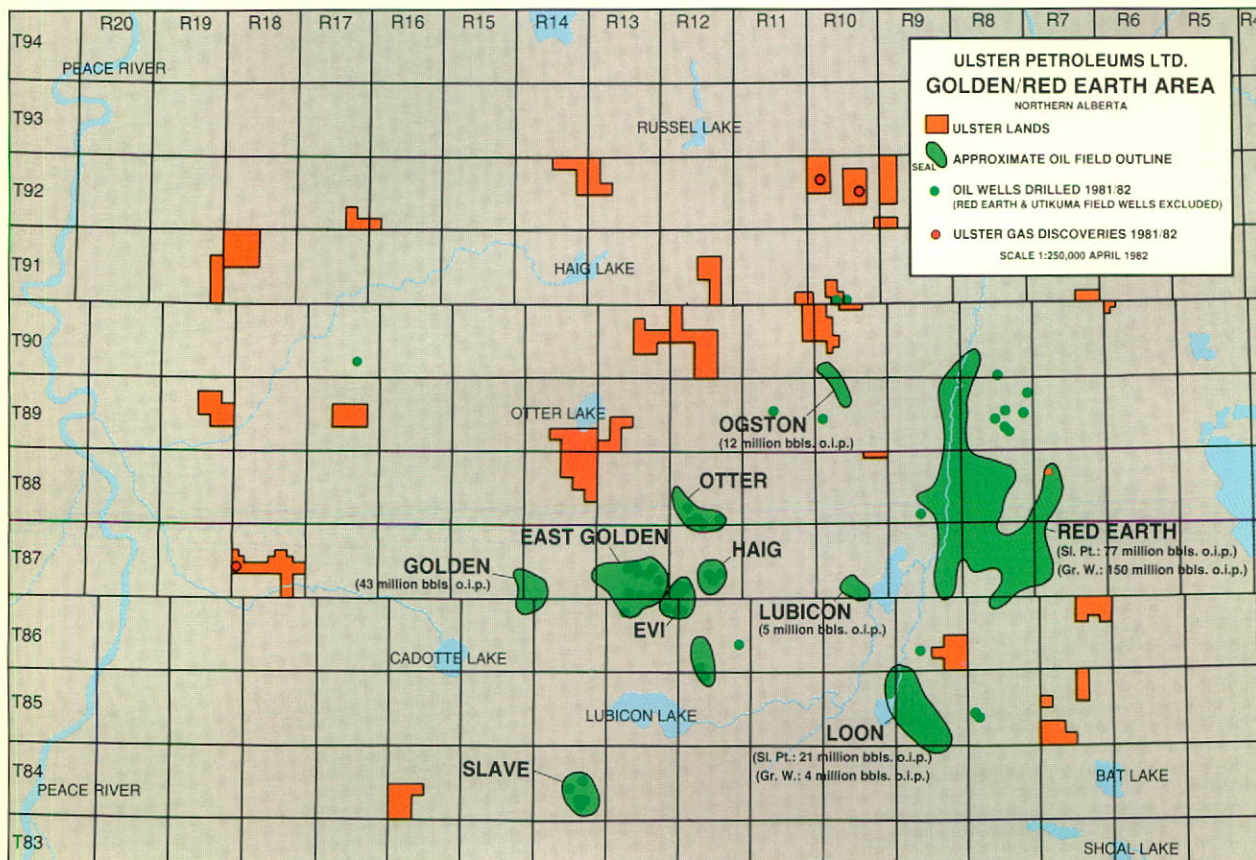 R20 R19 R18 R17 R16 R15 R14 R13 R12 R11 R10 R9 R8 R7 R6 R5
T94
PEACE RIVER
ULSTER PETROLEUMS LTD.
GOLDEN/RED EARTH AREA
NORTHERN ALBERTA
ULSTER LANDS
SEAL
APPROXIMATE OIL FIELD OUTLINE
OIL WELLS DRILLED 1981/82
(RED EARTH & UTIKUMA FIELD WELLS EXCLUDED)
ULSTER GAS DISCOVERIES 1981/82
SCALE 1:250,000 APRIL 1982
T93
RUSSEL LAKE
T92
T91
HAIG LAKE
T90
T89
OTTER LAKE
OGSTON
(12 million bbls. o.i.p.)
T88
OTTER
EAST GOLDEN
RED EARTH
(Sl. Pt.: 77 million bbls. o.i.p.)
(Gr. W.: 150 million bbls. o.i.p.)
T87
HAIG
GOLDEN
(43 million bbls. o.i.p.)
LUBICON
(5 million bbls. o.i.p.)
EVI
T86
CADOTTE LAKE
T85
LUBICON LAKE
LOON
(Sl. Pt.: 21 million bbls. o.i.p.)
(Gr. W.: 4 million bbls. o.i.p.)
T84
SLAVE
BAT LAKE
PEACE RIVER
T83
SHOAL LAKE